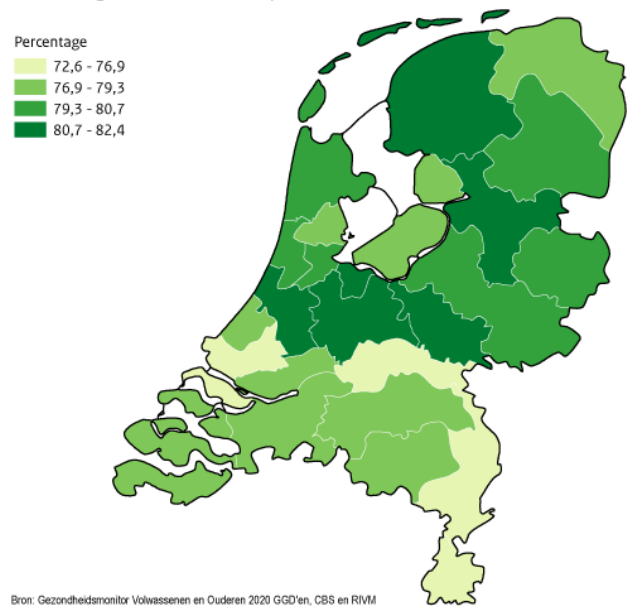 Percentage
72,6 - 76,9
76,9 - 79,3
79,3 - 80,7
80,7 - 82,4
Bron: Gezondheidsmonitor Volwassenen en Ouderen 2020 GGD'en, CBS en RIVM